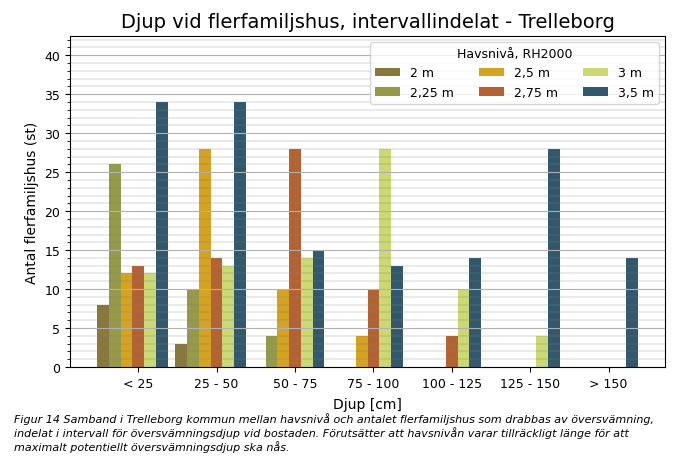 Djup vid flerfamiljshus, intervallindelat - Trelleborg
Havsnivå, RH2000
2 m 2,5 m 3 m
2,25 m 2,75 m 3,5 m
Antal flerfamiljshus (st)
40
35
30
25
20
15
10
5
0
< 25 25 - 50 50 - 75 75 - 100 100 - 125 125 - 150 > 150
Djup [cm]
Figur 14 Samband i Trelleborg kommun mellan havsnivå och antalet flerfamiljshus som drabbas av översvämning,
indelat i intervall för översvämningsdjup vid bostaden. Förutsätter att havsnivån varar tillräckligt länge för att
maximalt potentiellt översvämningsdjup ska nås.